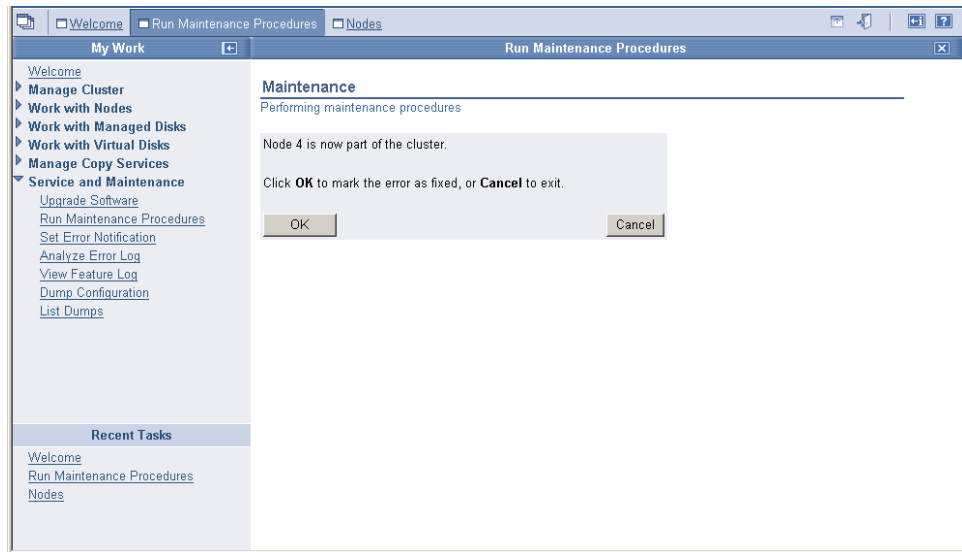 Welcome Run Maintenance Procedures Nodes
My Work
Run Maintenance Procedures
Welcome
Manage Cluster
Work with Nodes
Work with Managed Disks
Work with Virtual Disks
Manage Copy Services
Service and Maintenance
Upgrade Software
Run Maintenance Procedures
Set Error Notification
Analyze Error Log
View Feature Log
Dump Configuration
List Dumps
Recent Tasks
Welcome
Run Maintenance Procedures
Nodes
Maintenance
Performing maintenance procedures
Node 4 is now part of the cluster.
Click OK to mark the error as fixed, or Cancel to exit.
OK Cancel